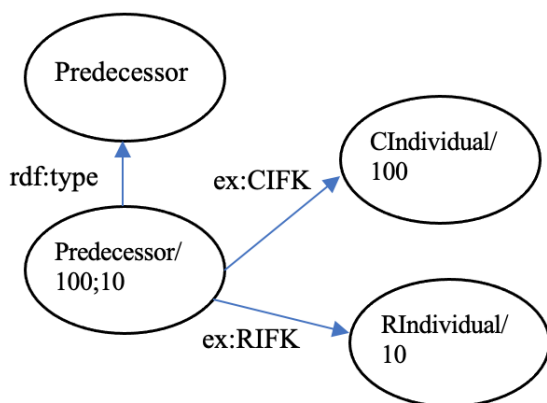 Predecessor
rdf:type
ex:CIFK
CIndividual/
100
Predecessor/
100;10
ex:RIFK
RIndividual/
10